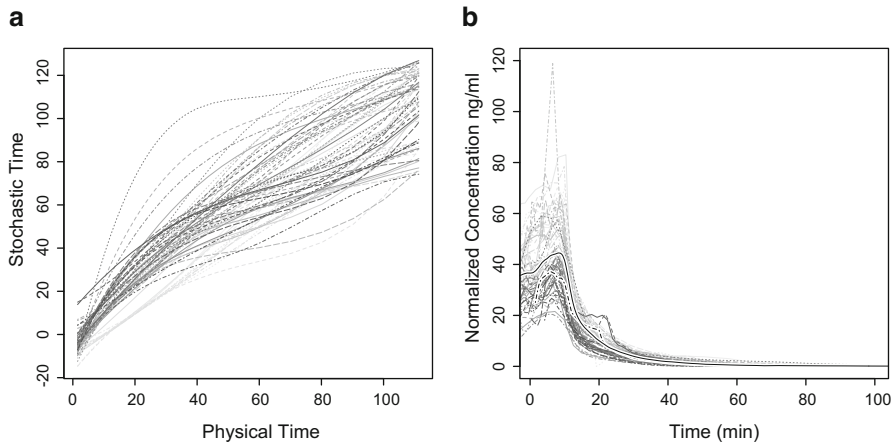 a
120
100
80
60
40
20
0
-20
Stochastic Time
0 20 40 60 80 100
Physical Time
b
120
100
80
60
40
20
0
Normalized Concentration ng/ml
0 20 40 60 80 100
Time (min)